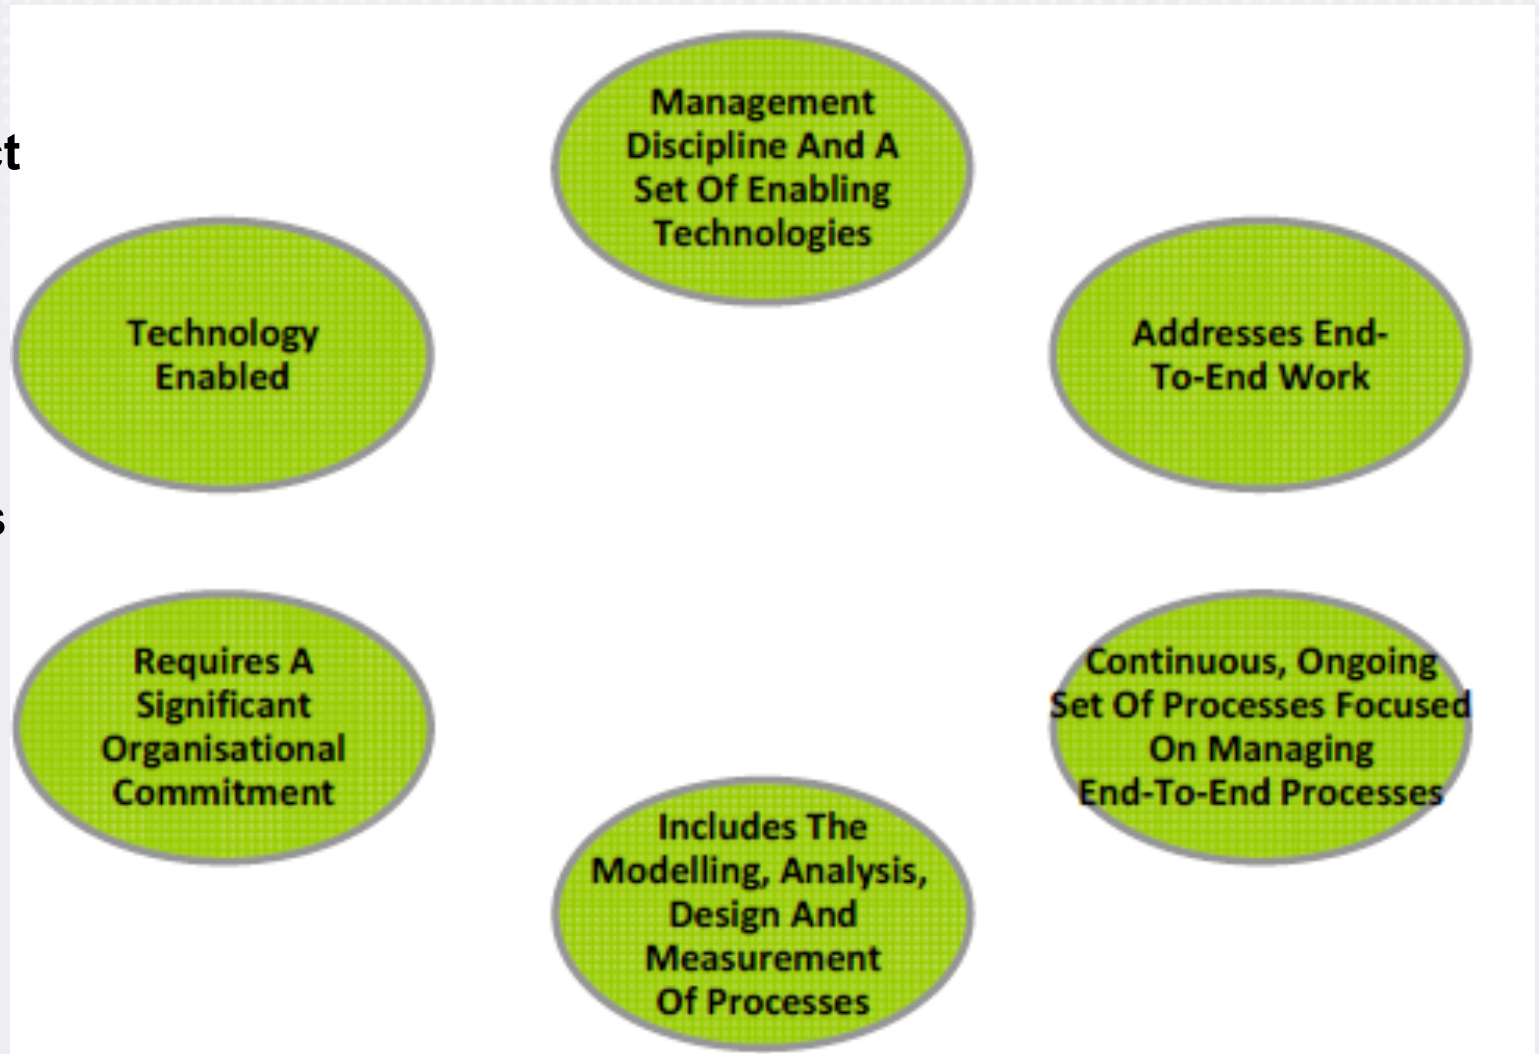 Management
Discipline And A
Set Of Enabling
Technologies
Technology
Enabled
Addresses End-
To-End Work
Requires A
Significant
Organisational
Commitment
Continuous, Ongoing
Set Of Processes Focused
On Managing
End-To-End Processes
Includes The
Modelling, Analysis,
Design And
Measurement
Of Processes